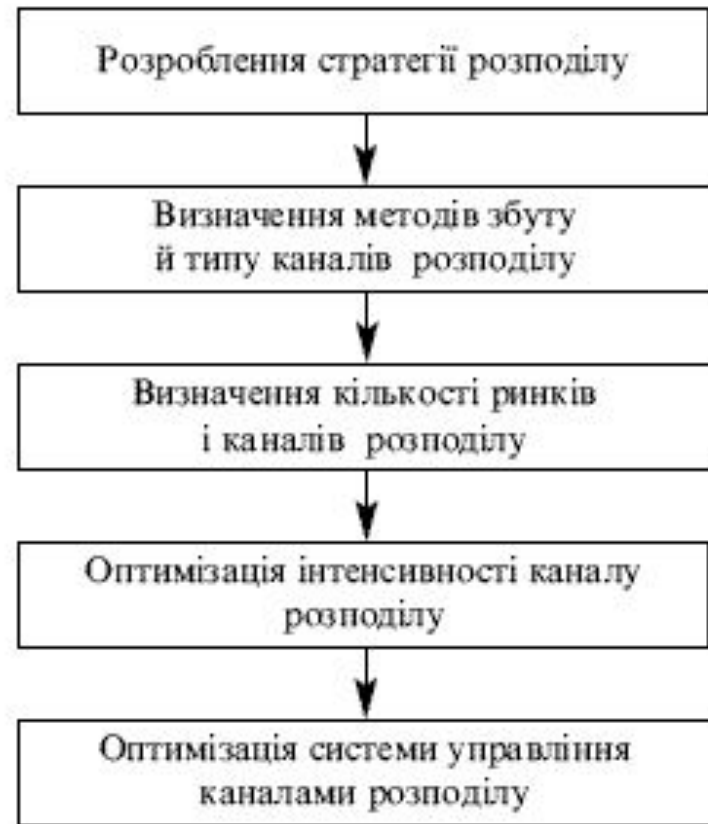 Розроблення стратегії розподілу
Визначення методів збуту
й типу каналів розподілу
Визначення кількості ринків
і каналів розподілу
Оптимізація інтенсивності каналу
розподілу
Оптимізація системи управління
каналами розподілу